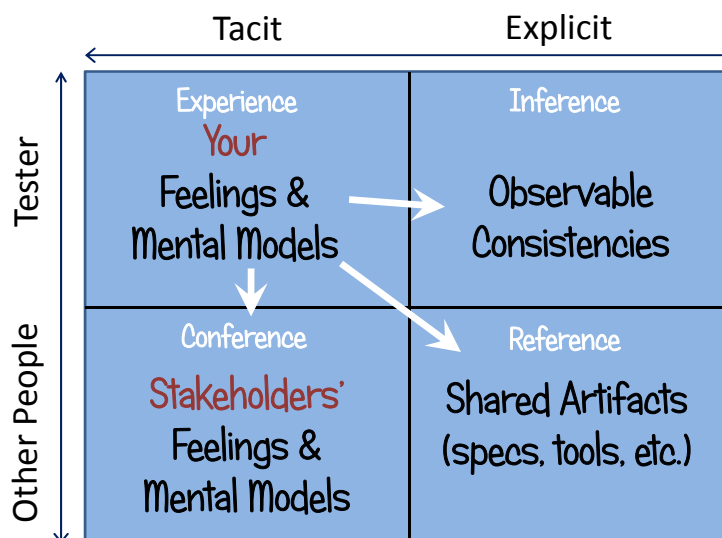 Tacit
Explicit
Tester
Other People
Experience
Your
Feelings &
Mental Models
Inference
Observable
Consistencies
Conference
Stakeholders’
Feelings &
Mental Models
Reference
Shared Artifacts
(specs, tools, etc.)